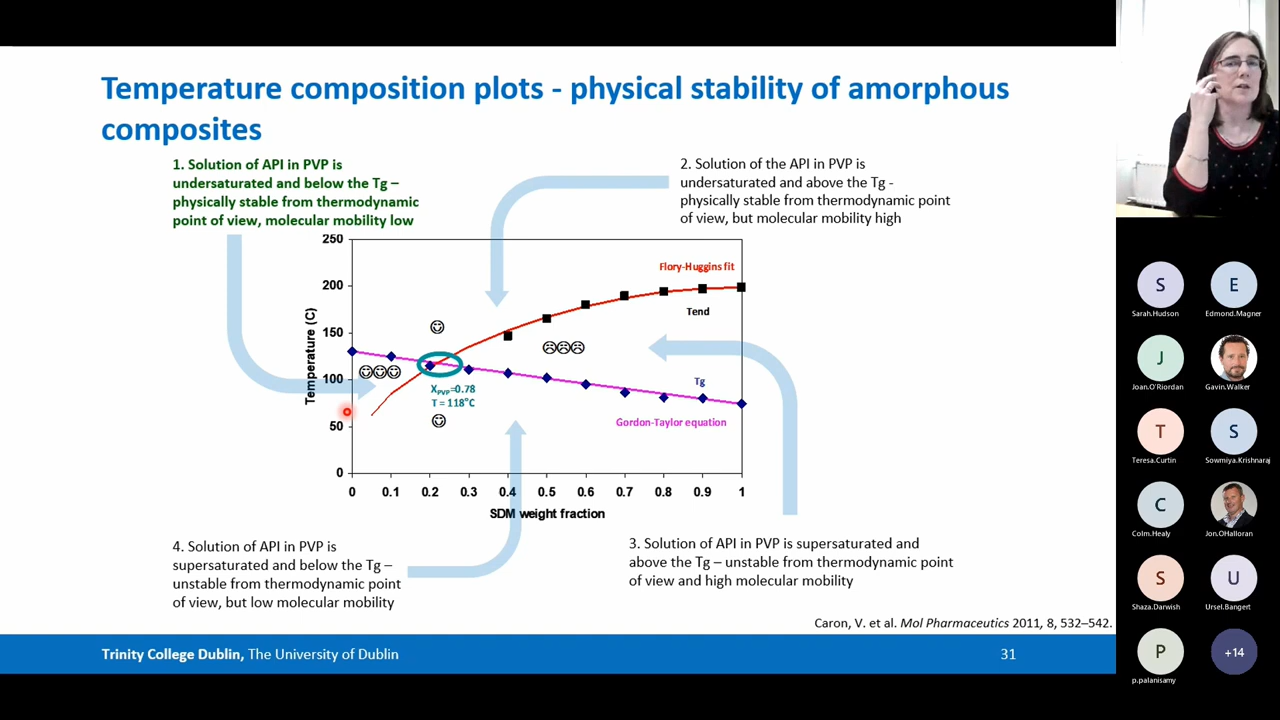 Temperature composition plots - physical stability of amorphous
composites
1. Solution of API in PVP is
undersaturated and below the Tg –
physically stable from thermodynamic
point of view, molecular mobility low
2. Solution of the API in PVP is
undersaturated and above the Tg -
physically stable from thermodynamic point
of view, but molecular mobility high
250
200
150
100
50
0
Temperature (C)
Flory-Huggins fit
Tend
Tg
Gordon-Taylor equation
XPVP=0.78
T = 118°C
0 0.1 0.2 0.3 0.4 0.5 0.6 0.7 0.8 0.9 1
SDM weight fraction
4. Solution of API in PVP is
supersaturated and below the Tg –
unstable from thermodynamic point
of view, but low molecular mobility
3. Solution of API in PVP is supersaturated and
above the Tg – unstable from thermodynamic point
of view and high molecular mobility
Caron, V. et al. Mol Pharmaceutics 2011, 8, 532–542.
Trinity College Dublin, The University of Dublin
31
S
E
Sarah.Hudson
Edmond.Magner
J
Joan.O'Riordan
Gavin.Walker
T
S
Teresa.Curtin
Sowmiya.Krishnaraj
C
Colm.Healy
Jon.OHalloran
S
U
Shaza.Darwish
Ursel.Bangert
P
+14
p.palanisamy